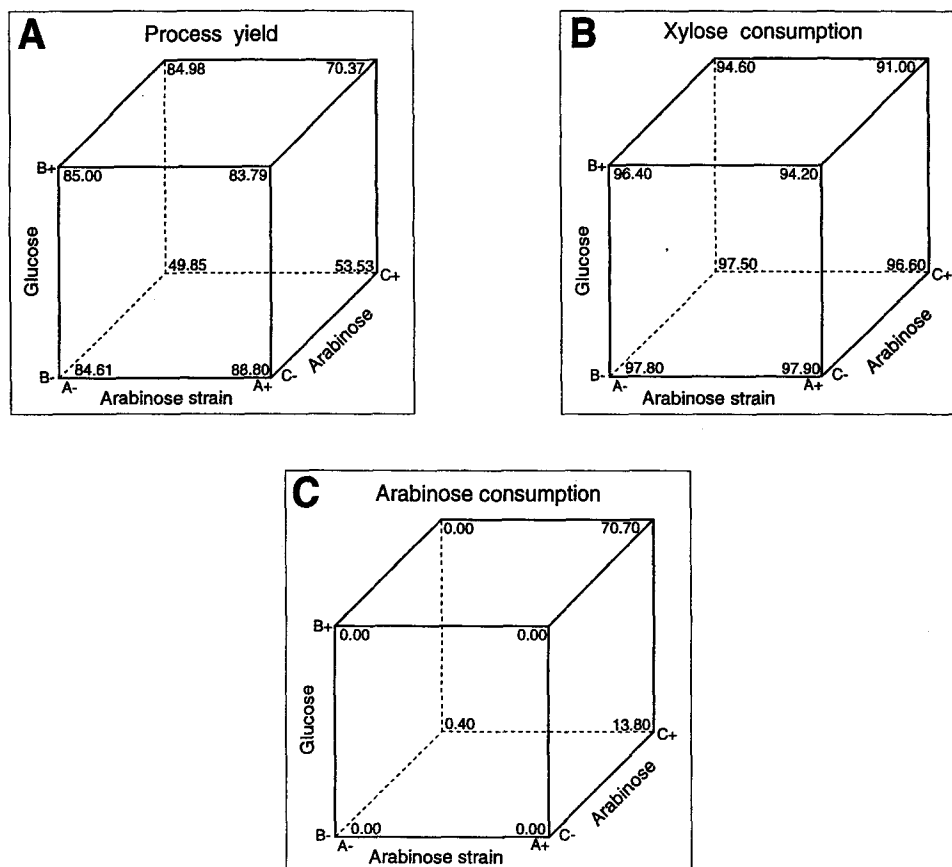 A
Process yield
84.98
70.37
B+
85.00
83.79
Glucose
49.85
53.53
C+
Arabinose
84.61
88.80
B-
A-
A+
C-
Arabinose strain
B
Xylose consumption
94.60
91.00
B+
96.40
94.20
Glucose
97.50
96.60
C+
Arabinose
97.80
97.90
B-
A-
A+
C-
Arabinose strain
C
Arabinose consumption
0.00
70.70
B+
0.00
0.00
Glucose
0.40
13.80
C+
Arabinose
0.00
0.00
B-
A-
A+
C-
Arabinose strain